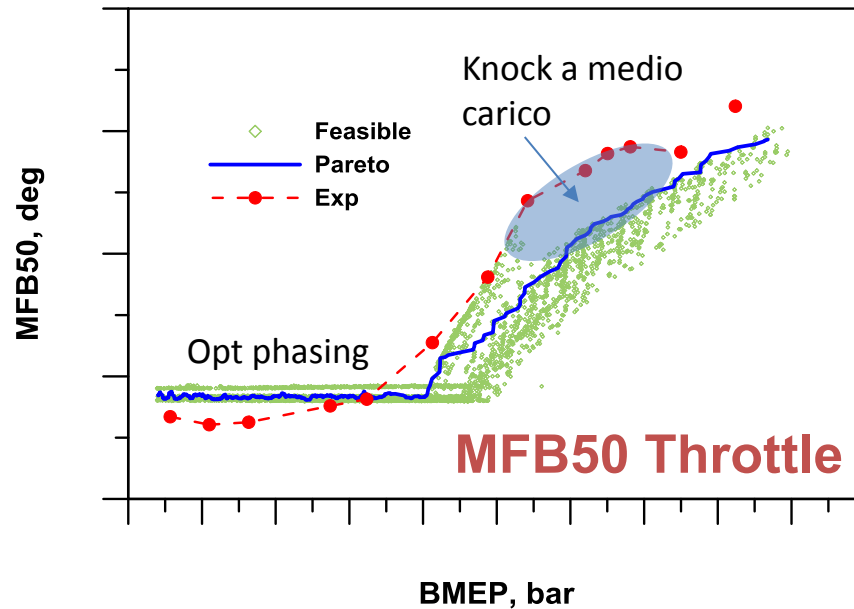 Knock a medio
carico
Feasible
Pareto
Exp
MFB50, deg
Opt phasing
MFB50 Throttle
BMEP, bar